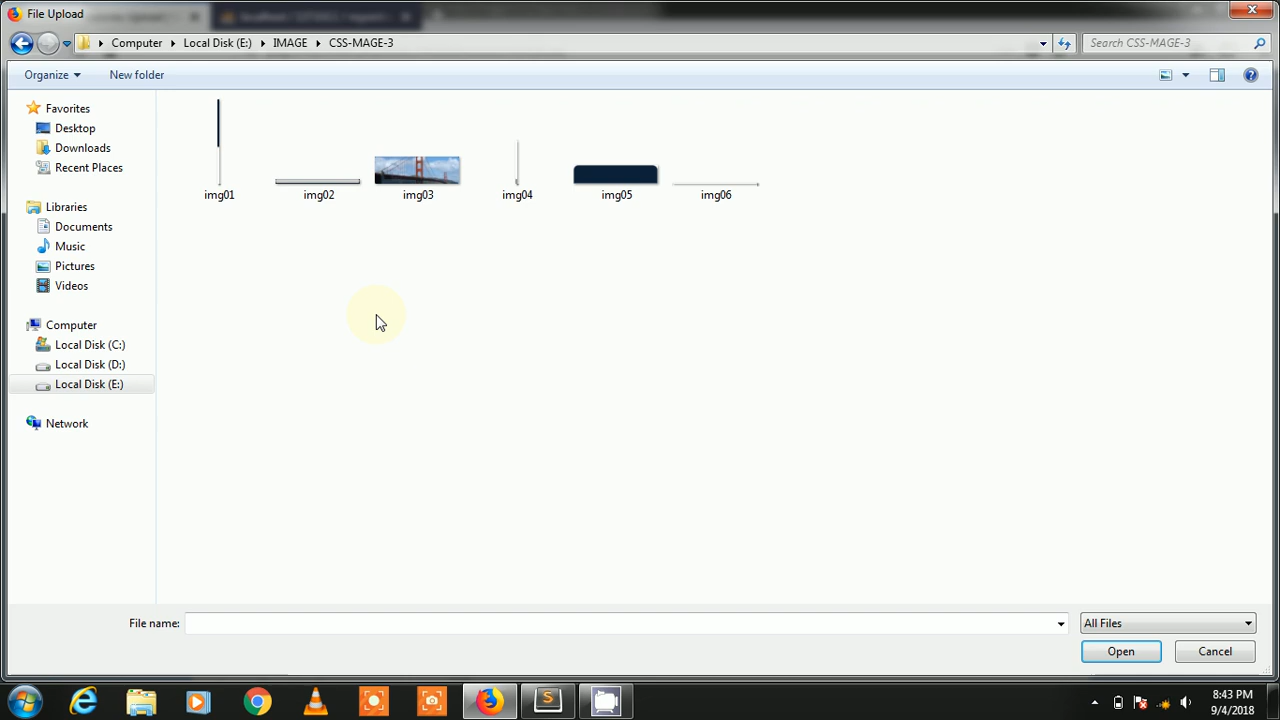 File Upload
Computer Local Disk (E:) IMAGE CSS-MAGE-3
Search CSS-MAGE-3
Organize
New folder
Favorites
Desktop
Downloads
Recent Places
Libraries
Documents
Music
Pictures
Videos
Computer
Local Disk (C:)
Local Disk (D:)
Local Disk (E:)
Network
img01
img02
img03
img04
img05
img06
File name:
All Files
Open
Cancel
8:43 PM
9/4/2018